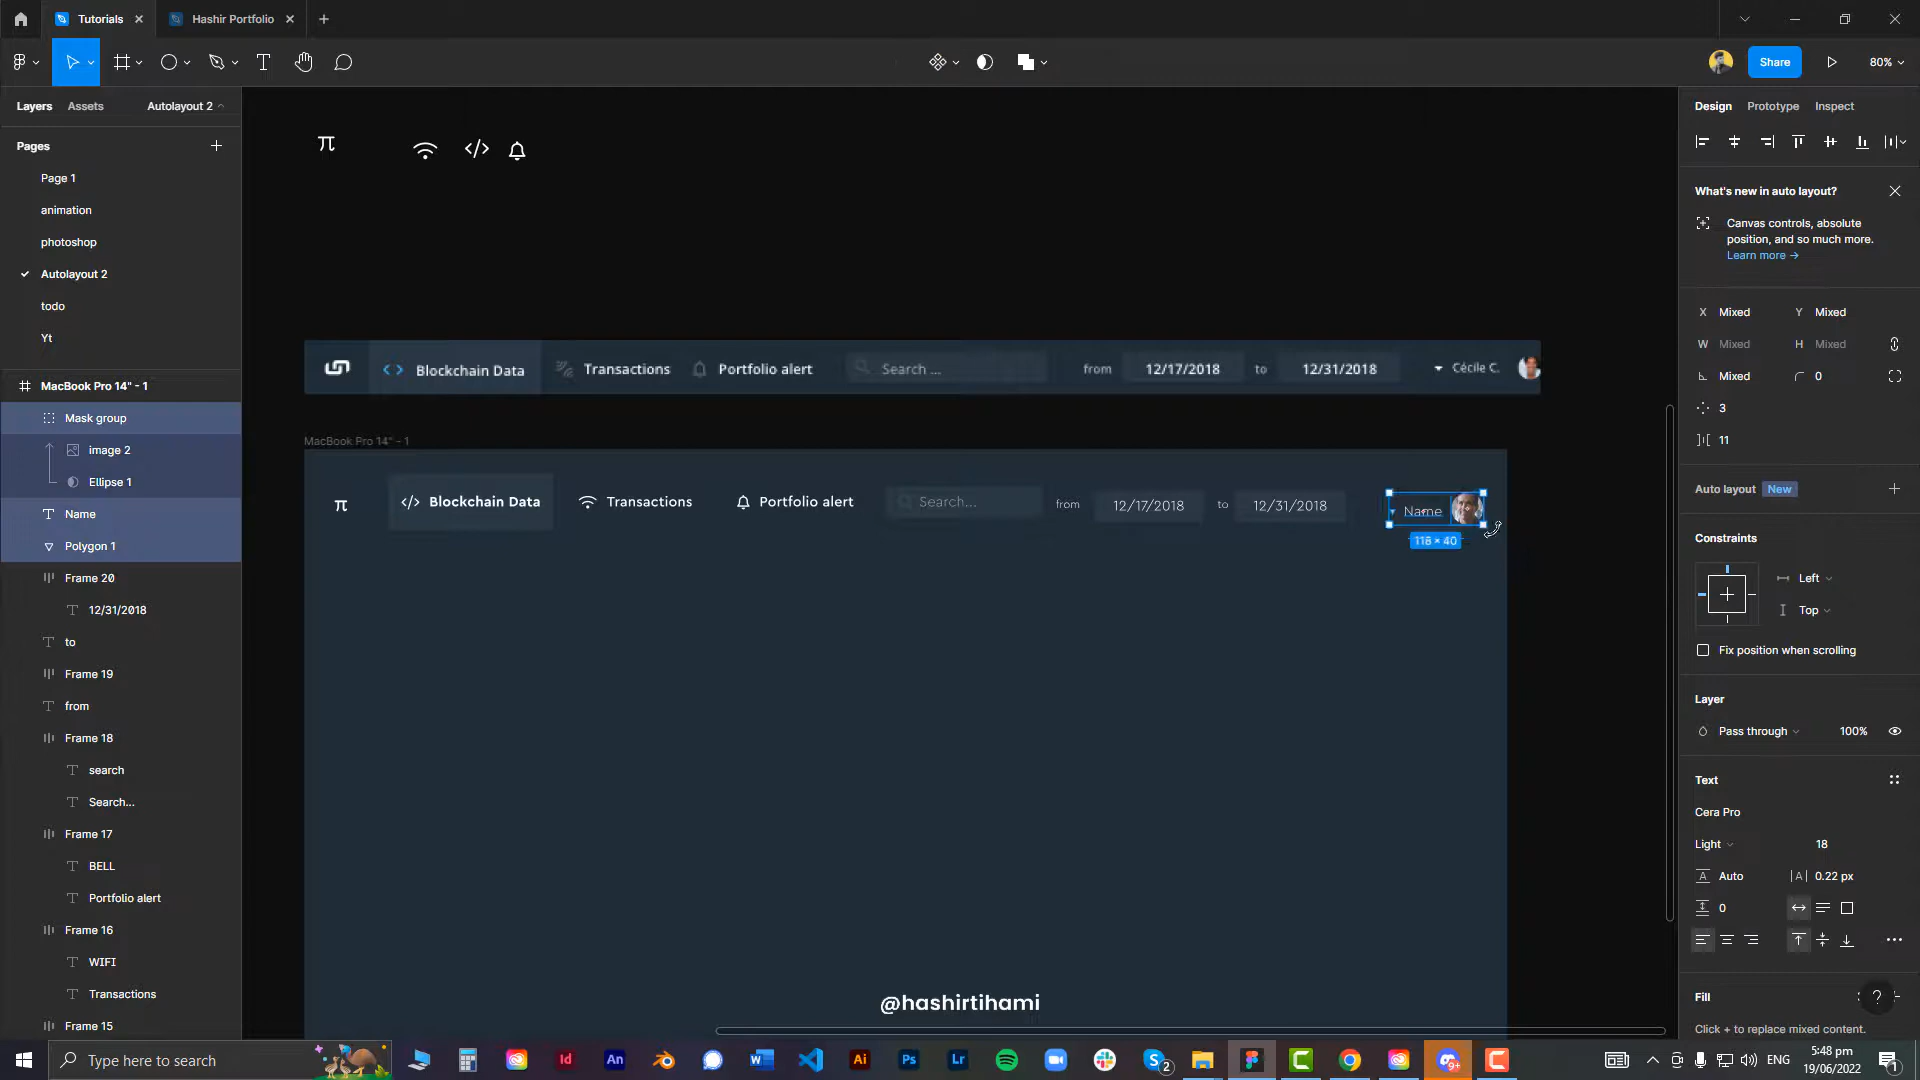 Tutorials
Hashir Portfolio
Share
80%
Layers
Assets
Autolayout 2
Pages
Page 1
animation
photoshop
Autolayout 2
todo
Yt
MacBook Pro 14" - 1
Mask group
image 2
Ellipse 1
Name
Polygon 1
Frame 20
12/31/2018
to
Frame 19
from
Frame 18
search
Search...
Frame 17
BELL
Portfolio alert
Frame 16
WIFI
Transactions
Frame 15
π
</>
<> Blockchain Data
Transactions
Portfolio alert
Search ...
from
12/17/2018
to
12/31/2018
Cécile C.
MacBook Pro 14" - 1
π
</> Blockchain Data
Transactions
Portfolio alert
Search...
from
12/17/2018
to
12/31/2018
Name
118 × 40
@hashirtihami
Design
Prototype
Inspect
What's new in auto layout?
Canvas controls, absolute
position, and so much more.
Learn more →
X Mixed
Y Mixed
W Mixed
H Mixed
Mixed
0
3
11
Auto layout
New
Constraints
Left
Top
Fix position when scrolling
Layer
Pass through
100%
Text
Cera Pro
Light
18
Auto
|A| 0.22 px
0
Fill
?
Click + to replace mixed content.
Type here to search
Id
An
W
Ai
Ps
Lr
S
2
9+
C
C
ENG
5:48 pm
19/06/2022
1